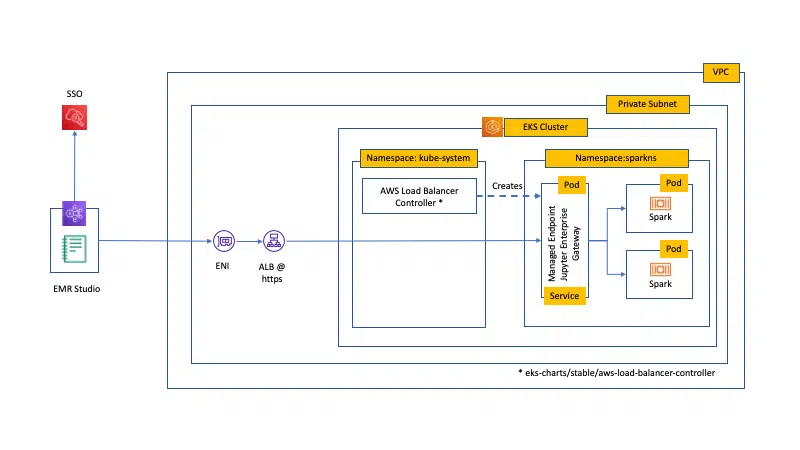 VPC
SSO
Private Subnet
EKS Cluster
Namespace: kube-system
Namespace:sparkns
AWS Load Balancer
Controller *
Creates
Pod
Managed Endpoint
Jupyter Enterprise
Gateway
Service
Pod
Spark
Pod
Spark
ENI
ALB @
https
EMR Studio
* eks-charts/stable/aws-load-balancer-controller